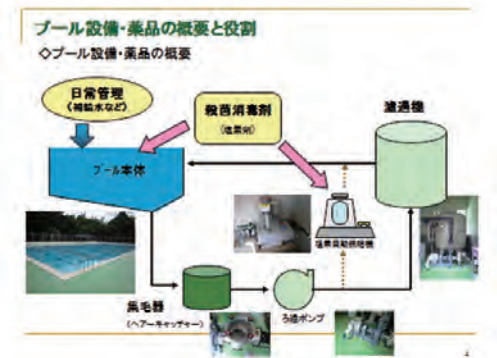 プール設備・薬品の概要と役割
◇プール設備・薬品の概要
日常管理
(補給水など)
殺菌消毒剤
(塩素剤)
濾過機
プール本体
塩素自動供給機
集毛器
(ヘアーキャッチャー)
ろ過ポンプ
4